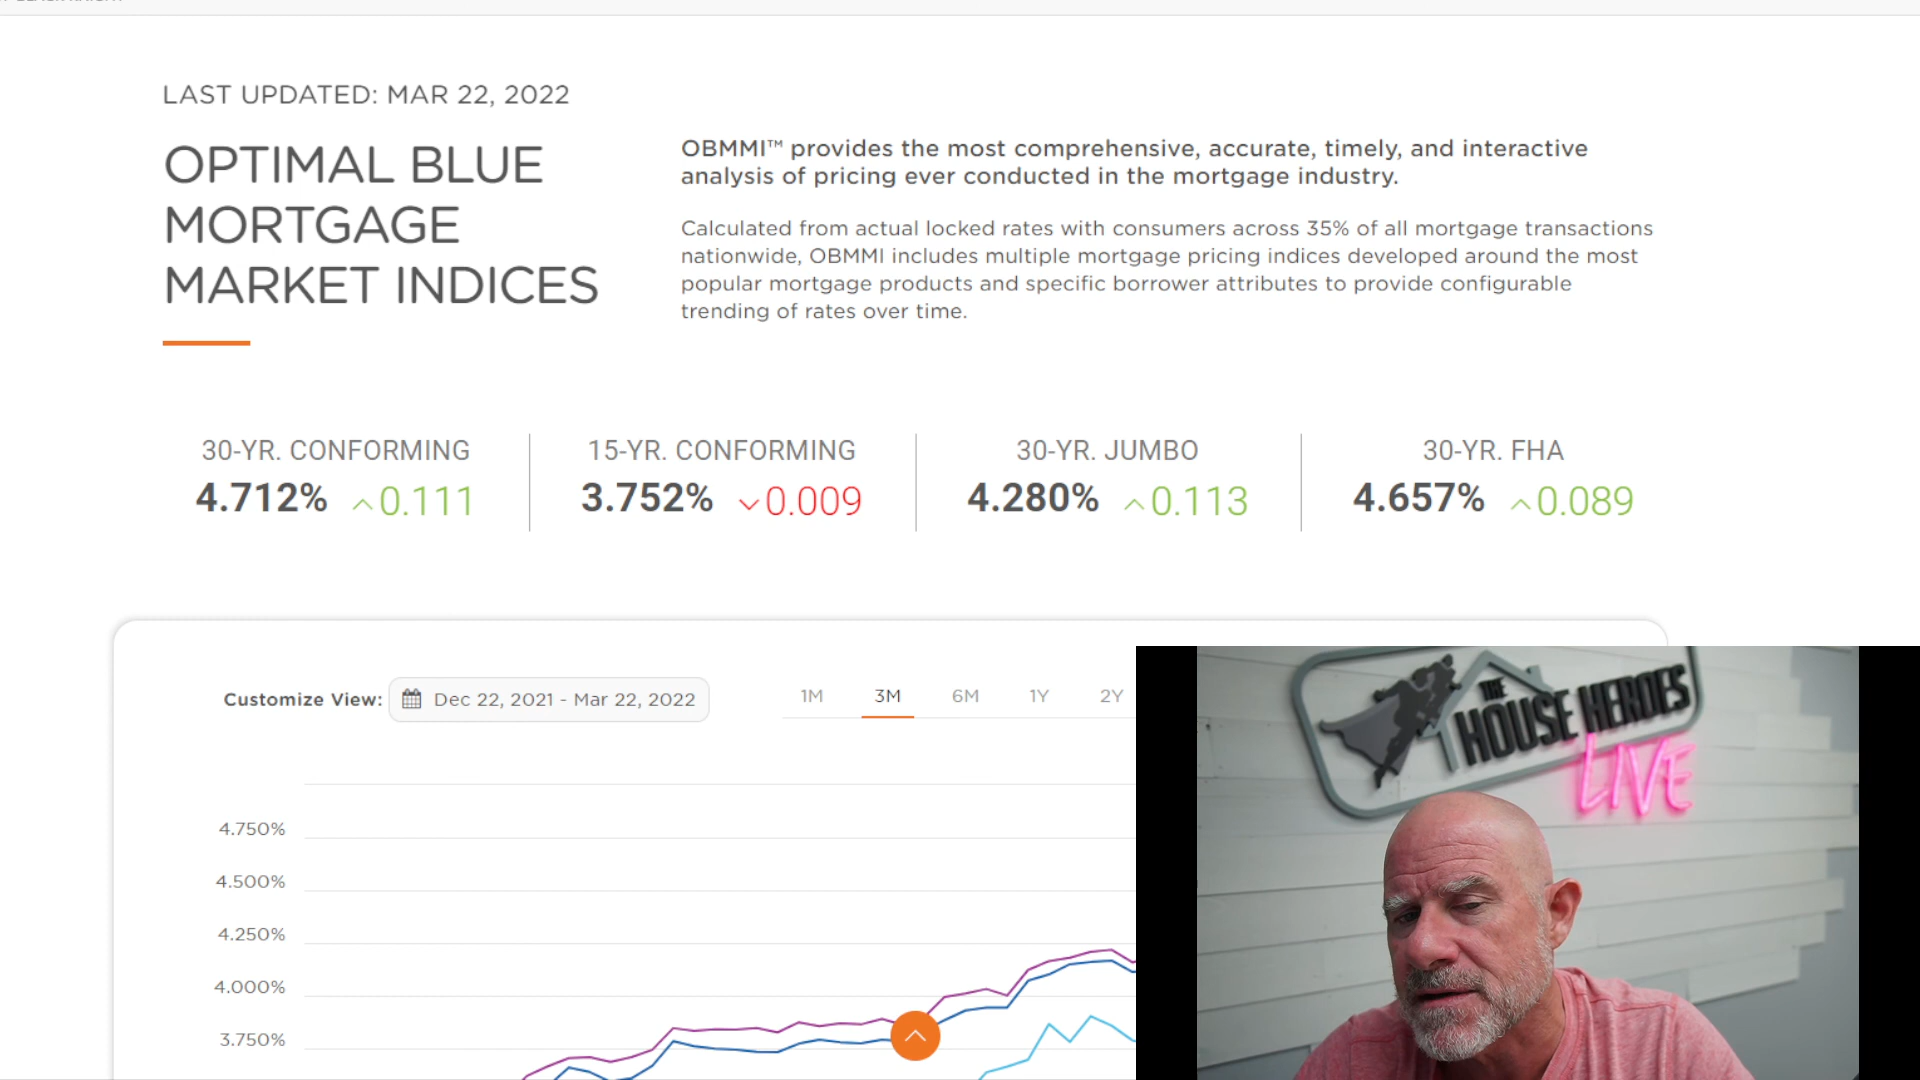 LAST UPDATED: MAR 22, 2022
OPTIMAL BLUE
MORTGAGE
MARKET INDICES
OBMMI™ provides the most comprehensive, accurate, timely, and interactive
analysis of pricing ever conducted in the mortgage industry.
Calculated from actual locked rates with consumers across 35% of all mortgage transactions
nationwide, OBMMI includes multiple mortgage pricing indices developed around the most
popular mortgage products and specific borrower attributes to provide configurable
trending of rates over time.
30-YR. CONFORMING
4.712% 0.111
15-YR. CONFORMING
3.752% 0.009
30-YR. JUMBO
4.280% 0.113
30-YR. FHA
4.657% 0.089
Customize View: Dec 22, 2021 - Mar 22, 2022
1M 3M 6M 1Y 2Y
4.750%
4.500%
4.250%
4.000%
3.750%
THE
HOUSE HEROES
LIVE